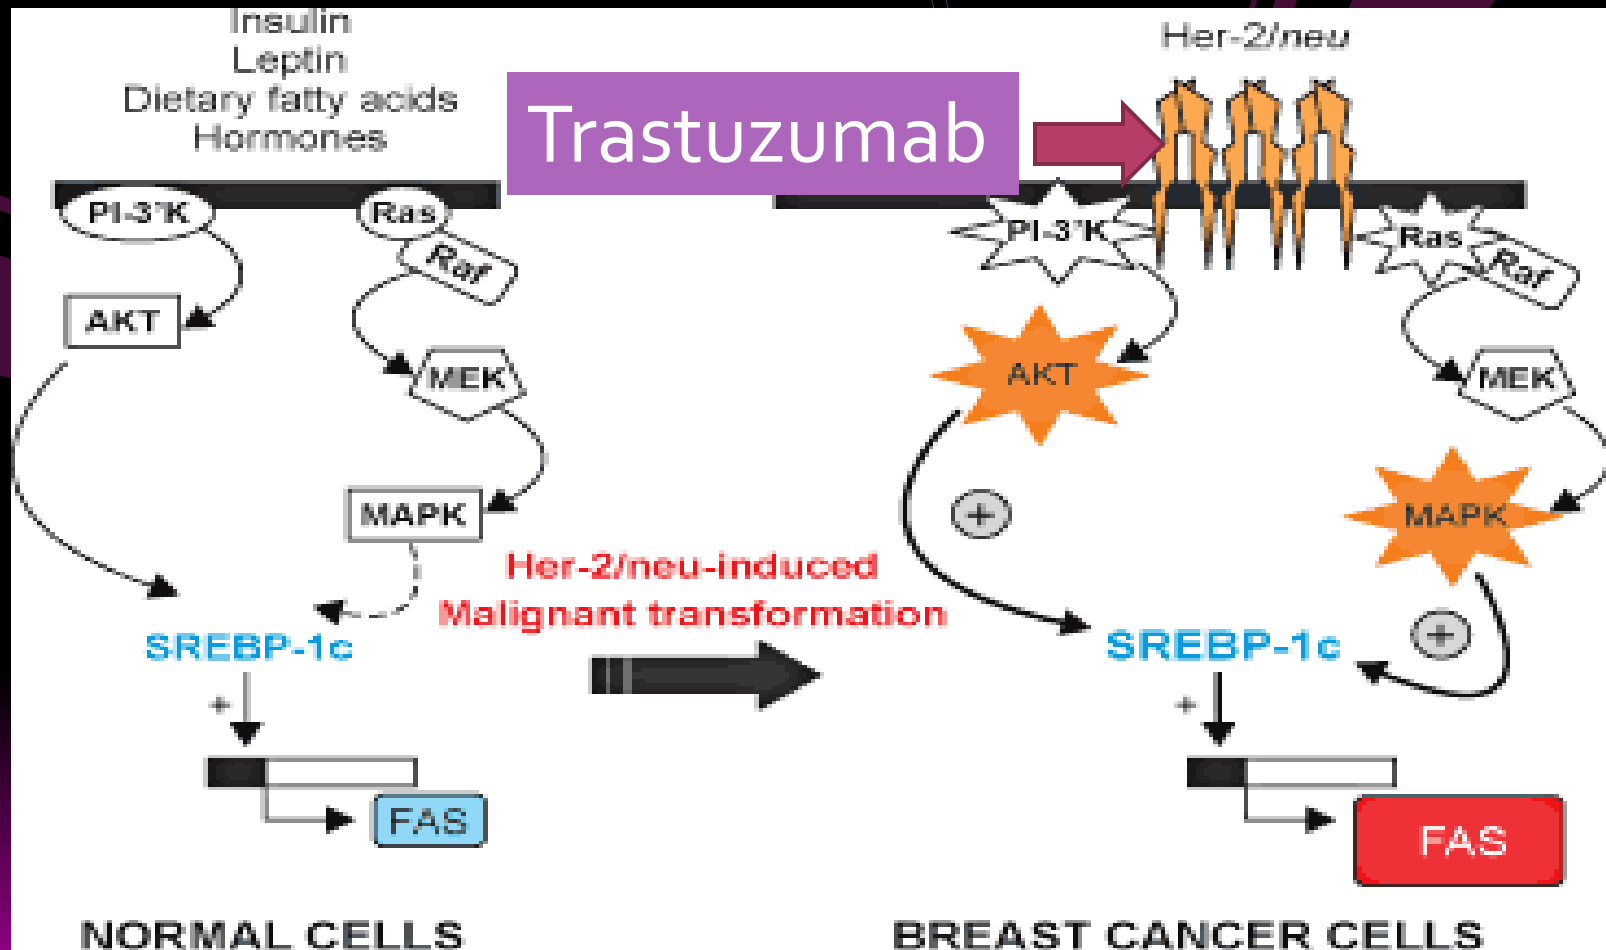 Insulin
Leptin
Dietary fatty acids
Hormones
PI-3'K
Ras
Raf
AKT
MEK
MAPK
SREBP-1c
+
FAS
NORMAL CELLS
Her-2/neu-induced
Malignant transformation
Trastuzumab
Her-2/neu
PI-3'K
Ras
Raf
AKT
MEK
+
MAPK
+
SREBP-1c
+
FAS
BREAST CANCER CELLS